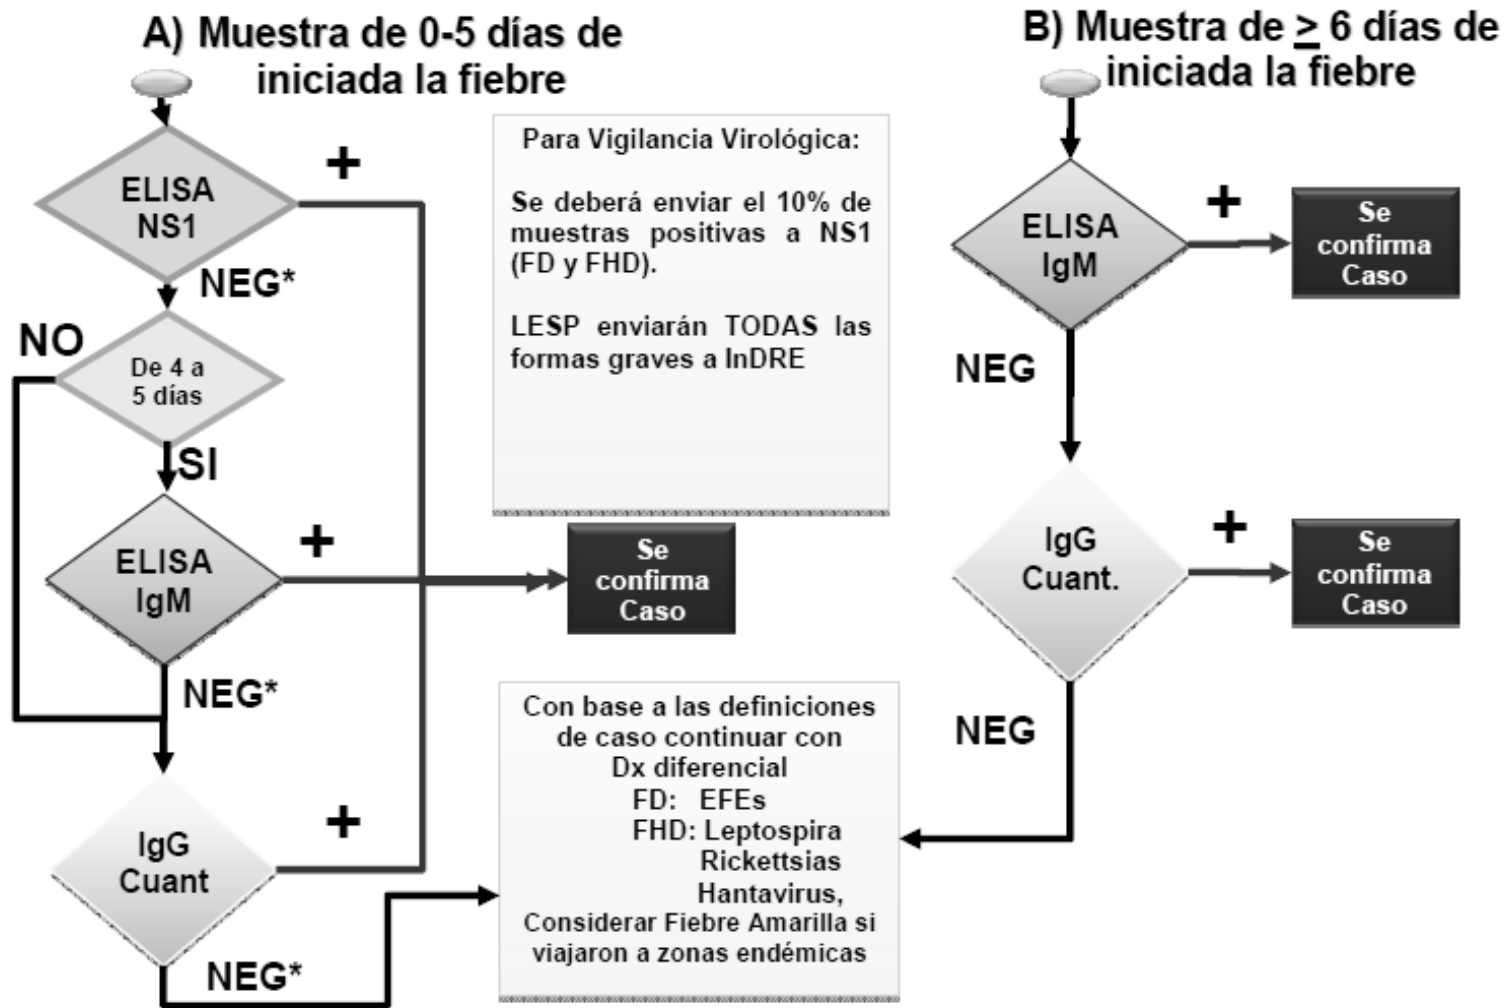 A) Muestra de 0-5 días de
iniciada la fiebre
ELISA
NS1
+
NEG*
NO
De 4 a
5 días
SI
ELISA
IgM
+
NEG*
IgG
Cuant
+
NEG*
Para Vigilancia Virológica:
Se deberá enviar el 10% de
muestras positivas a NS1
(FD y FHD).
LESP enviarán TODAS las
formas graves a InDRE
Se
confirma
Caso
Con base a las definiciones
de caso continuar con
Dx diferencial
FD: EFEs
FHD: Leptospira
Rickettsias
Hantavirus,
Considerar Fiebre Amarilla si
viajaron a zonas endémicas
B) Muestra de ≥ 6 días de
iniciada la fiebre
ELISA
IgM
+
Se
confirma
Caso
NEG
IgG
Cuant.
+
Se
confirma
Caso
NEG